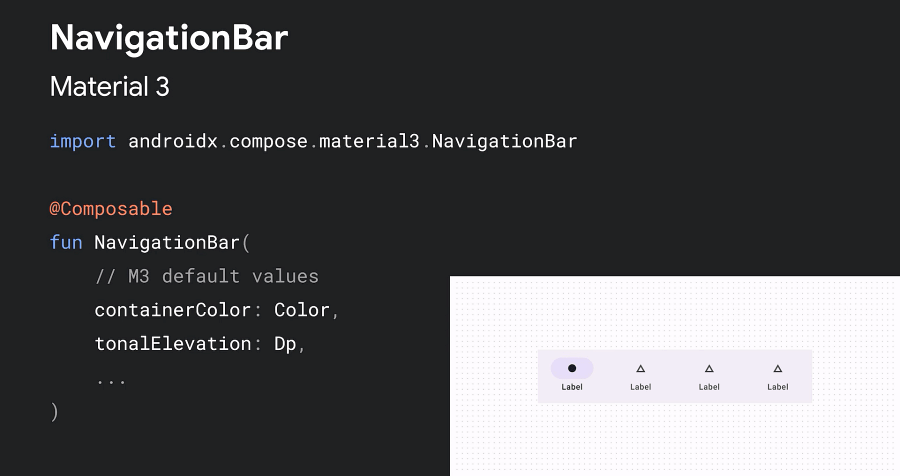 NavigationBar
Material 3
import androidx.compose.material3.NavigationBar
@Composable
fun NavigationBar(
    // M3 default values
    containerColor: Color,
    tonalElevation: Dp,
    ...
)
Label Label Label Label